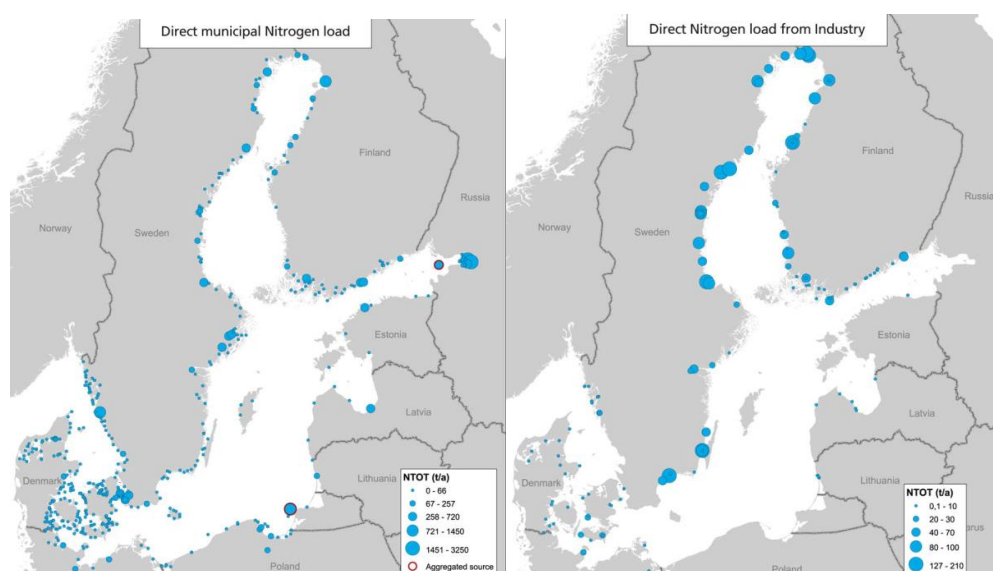 Direct municipal Nitrogen load
Finland
Russia
Norway
Sweden
Estonia
Latvia
Denmark
Lithuania
Poland
NTOT (t/a)
0 - 66
67 - 257
258 - 720
721 - 1450
1451 - 3250
Aggregated source
Direct Nitrogen load from Industry
Finland
Russia
Norway
Sweden
Estonia
Latvia
Denmark
Lithuania
Poland
arus
NTOT (t/a)
0,1 - 10
20 - 30
40 - 70
80 - 100
127 - 210